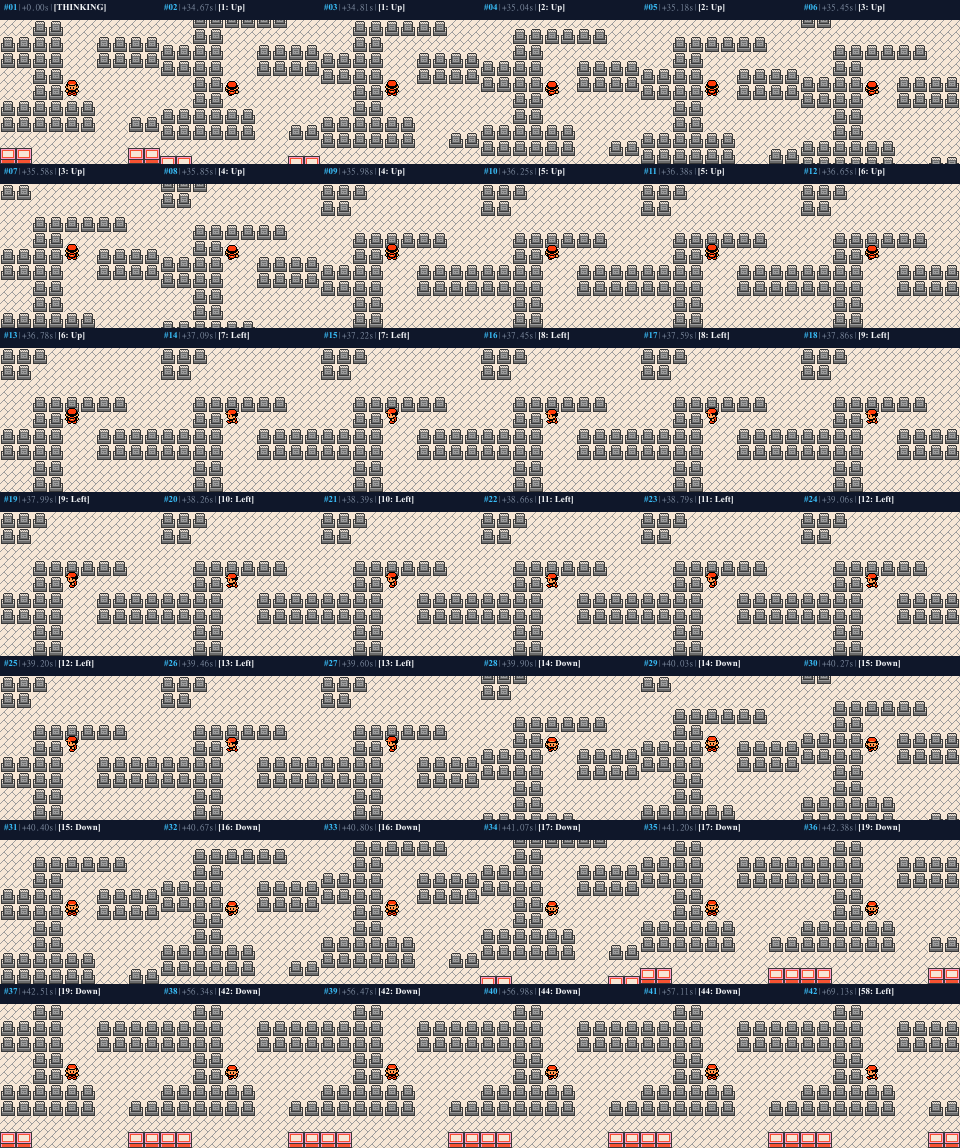 #01|+0.00s|[THINKING] #02|+34.67s|[1: Up] #03|+34.81s|[1: Up] #04|+35.04s|[2: Up] #05|+35.18s|[2: Up] #06|+35.45s|[3: Up]
#07|+35.58s|[3: Up] #08|+35.85s|[4: Up] #09|+35.98s|[4: Up] #10|+36.25s|[5: Up] #11|+36.38s|[5: Up] #12|+36.65s|[6: Up]
#13|+36.78s|[6: Up] #14|+37.09s|[7: Left] #15|+37.22s|[7: Left] #16|+37.45s|[8: Left] #17|+37.59s|[8: Left] #18|+37.86s|[9: Left]
#19|+37.99s|[9: Left] #20|+38.26s|[10: Left] #21|+38.39s|[10: Left] #22|+38.66s|[11: Left] #23|+38.79s|[11: Left] #24|+39.06s|[12: Left]
#25|+39.20s|[12: Left] #26|+39.46s|[13: Left] #27|+39.60s|[13: Left] #28|+39.90s|[14: Down] #29|+40.03s|[14: Down] #30|+40.27s|[15: Down]
#31|+40.40s|[15: Down] #32|+40.67s|[16: Down] #33|+40.80s|[16: Down] #34|+41.07s|[17: Down] #35|+41.20s|[17: Down] #36|+42.38s|[19: Down]
#37|+42.51s|[19: Down] #38|+56.34s|[42: Down] #39|+56.47s|[42: Down] #40|+56.98s|[44: Down] #41|+57.11s|[44: Down] #42|+69.13s|[58: Left]